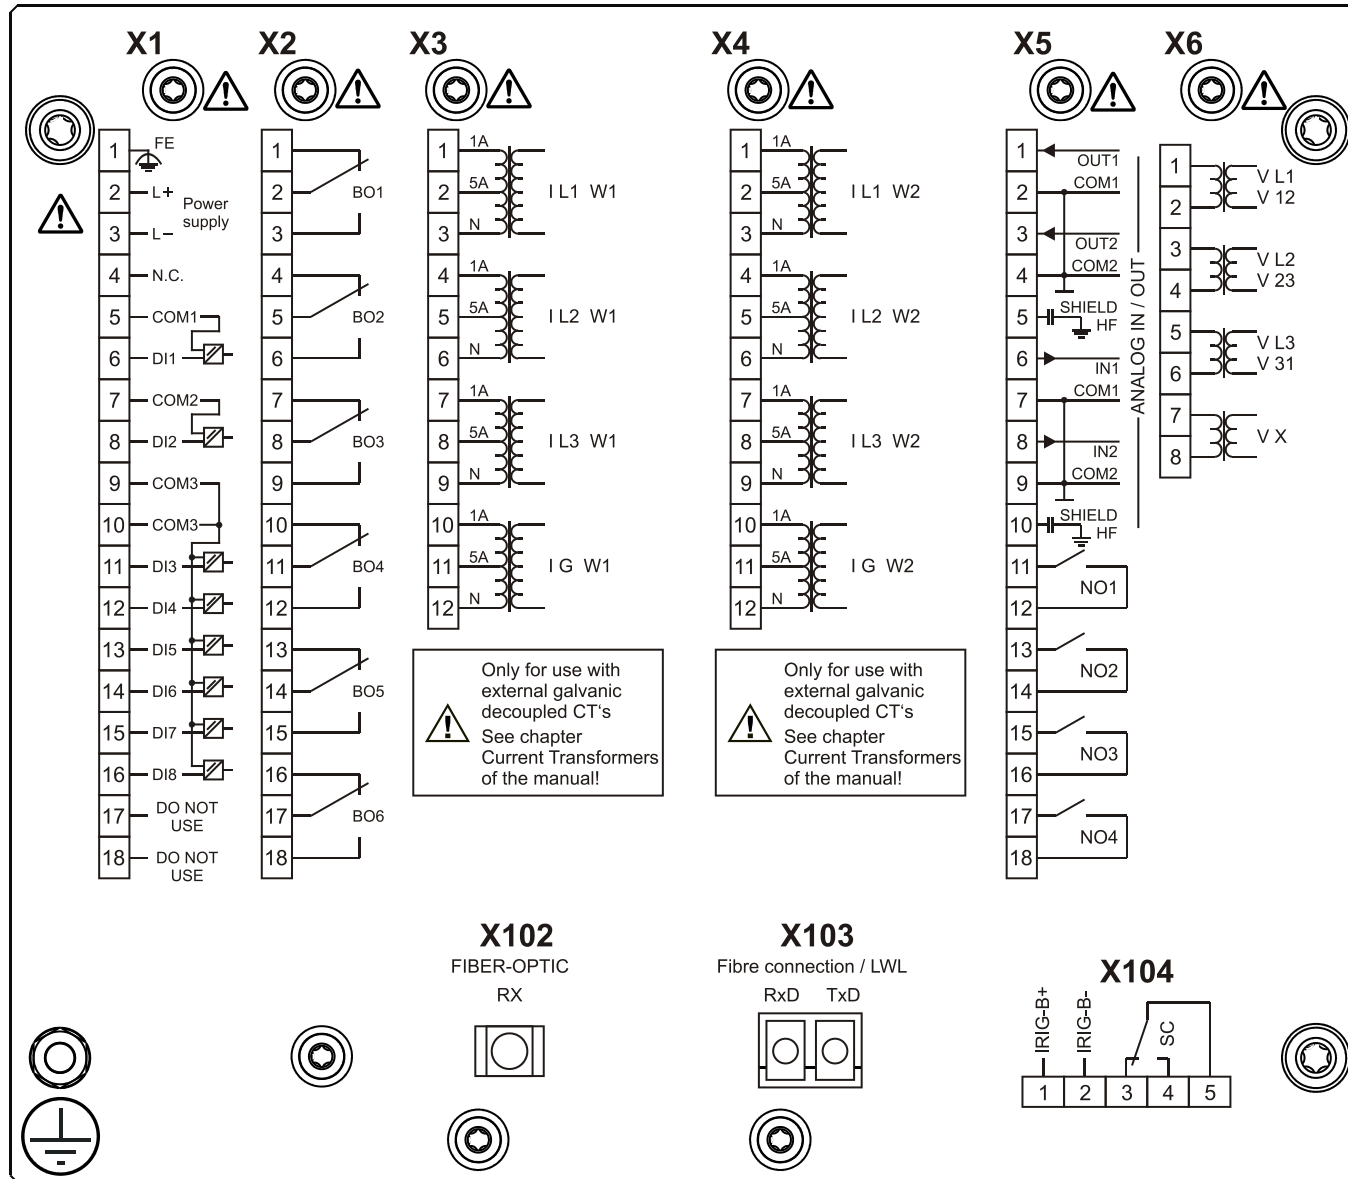 X1
X2
X3
X4
X5
X6
1 FE
2 L+
Power
supply
3 L–
4 N.C.
5 COM1
6 DI1
7 COM2
8 DI2
9 COM3
10 COM3
11 DI3
12 DI4
13 DI5
14 DI6
15 DI7
16 DI8
17 DO NOT
USE
18 DO NOT
USE
1
2 BO1
3
4
5 BO2
6
7
8 BO3
9
10
11 BO4
12
13
14 BO5
15
16
17 BO6
18
1 1A
2 5A I L1 W1
3 N
4 1A
5 5A I L2 W1
6 N
7 1A
8 5A I L3 W1
9 N
10 1A
11 5A I G W1
12 N
Only for use with
external galvanic
decoupled CT‘s
See chapter
Current Transformers
of the manual!
1 1A
2 5A I L1 W2
3 N
4 1A
5 5A I L2 W2
6 N
7 1A
8 5A I L3 W2
9 N
10 1A
11 5A I G W2
12 N
Only for use with
external galvanic
decoupled CT‘s
See chapter
Current Transformers
of the manual!
1 OUT1
2 COM1
3 OUT2
4 COM2
5 SHIELD
HF
6 IN1
7 COM1
8 IN2
9 COM2
10 SHIELD
HF
ANALOG IN / OUT
11
NO1
12
13
NO2
14
15
NO3
16
17
NO4
18
1 V L1
2 V 12
3 V L2
4 V 23
5 V L3
6 V 31
7
V X
8
X102
FIBER-OPTIC
RX
X103
Fibre connection / LWL
RxD TxD
X104
IRIG-B+
IRIG-B-
SC
1 2 3 4 5